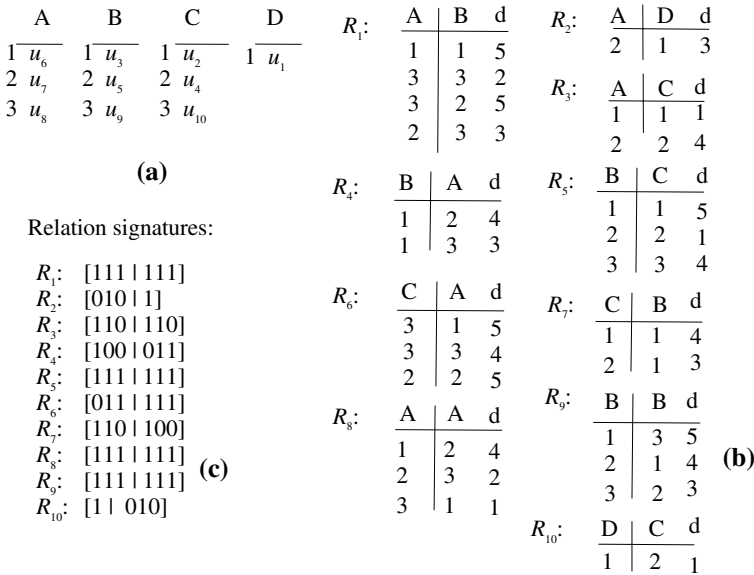 A B C D
1 u₆ 1 u₃ 1 u₂ 1 u₁
2 u₇ 2 u₅ 2 u₄
3 u₈ 3 u₉ 3 u₁₀
(a)
Relation signatures:
R₁: [111 | 111]
R₂: [010 | 1]
R₃: [110 | 110]
R₄: [100 | 011]
R₅: [111 | 111]
R₆: [011 | 111]
R₇: [110 | 100]
R₈: [111 | 111]
R₉: [111 | 111]
R₁₀: [1 | 010]
(c)
R₁: A B d
1 1 5
3 3 2
3 2 5
2 3 3
R₂: A D d
2 1 3
R₃: A C d
1 1 1
2 2 4
R₄: B A d
1 2 4
1 3 3
R₅: B C d
1 1 5
2 2 1
3 3 4
R₆: C A d
3 1 5
3 3 4
2 2 5
R₇: C B d
1 1 4
2 1 3
R₈: A A d
1 2 4
2 3 2
3 1 1
R₉: B B d
1 3 5
2 1 4
3 2 3
(b)
R₁₀: D C d
1 2 1